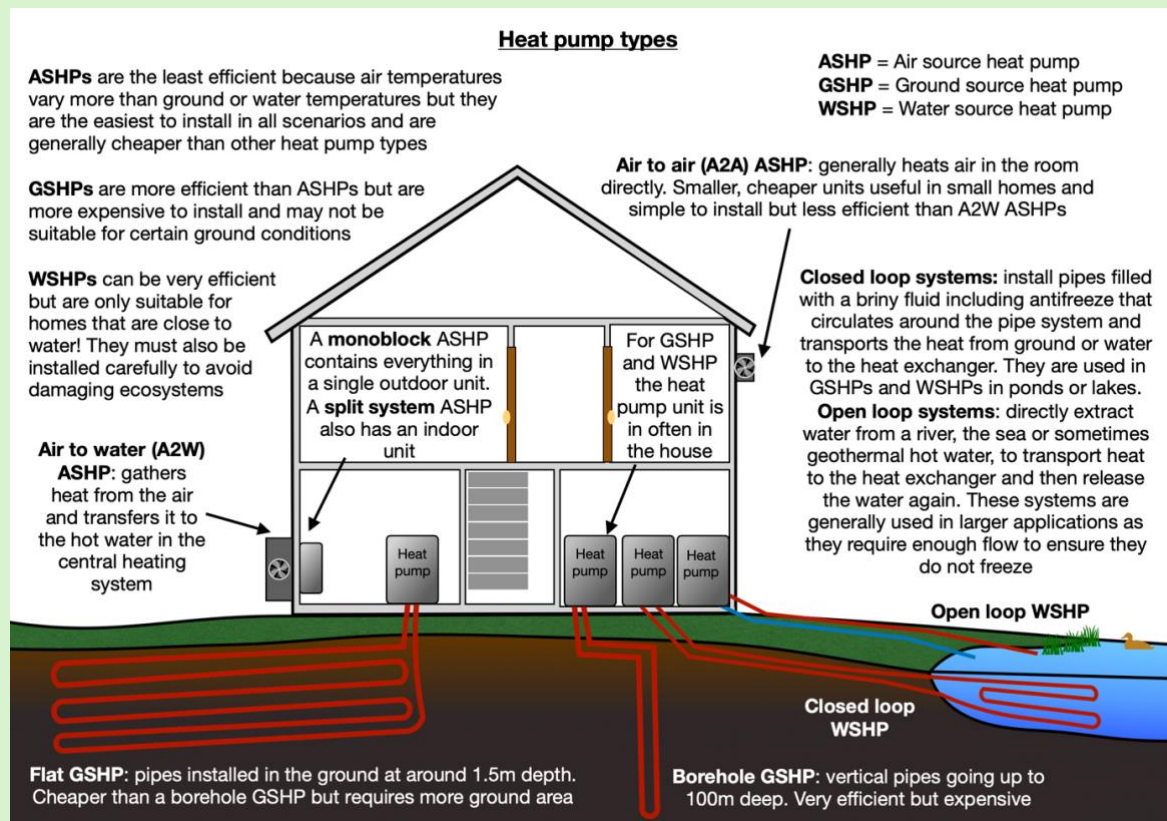 Heat pump types
ASHPs are the least efficient because air temperatures
vary more than ground or water temperatures but they
are the easiest to install in all scenarios and are
generally cheaper than other heat pump types
GSHPs are more efficient than ASHPs but are
more expensive to install and may not be
suitable for certain ground conditions
WSHPs can be very efficient
but are only suitable for
homes that are close to
water! They must also be
installed carefully to avoid
damaging ecosystems
Air to water (A2W)
ASHP: gathers
heat from the air
and transfers it to
the hot water in the
central heating
system
ASHP = Air source heat pump
GSHP = Ground source heat pump
WSHP = Water source heat pump
Air to air (A2A) ASHP: generally heats air in the room
directly. Smaller, cheaper units useful in small homes and
simple to install but less efficient than A2W ASHPs
Closed loop systems: install pipes filled
with a briny fluid including antifreeze that
circulates around the pipe system and
transports the heat from ground or water
to the heat exchanger. They are used in
GSHPs and WSHPs in ponds or lakes.
Open loop systems: directly extract
water from a river, the sea or sometimes
geothermal hot water, to transport heat
to the heat exchanger and then release
the water again. These systems are
generally used in larger applications as
they require enough flow to ensure they
do not freeze
A monoblock ASHP
contains everything in
a single outdoor unit.
A split system ASHP
also has an indoor
unit
For GSHP
and WSHP
the heat
pump unit is
in often in
the house
Heat
pump
Heat
pump
Heat
pump
Heat
pump
Open loop WSHP
Closed loop
WSHP
Flat GSHP: pipes installed in the ground at around 1.5m depth.
Cheaper than a borehole GSHP but requires more ground area
Borehole GSHP: vertical pipes going up to
100m deep. Very efficient but expensive